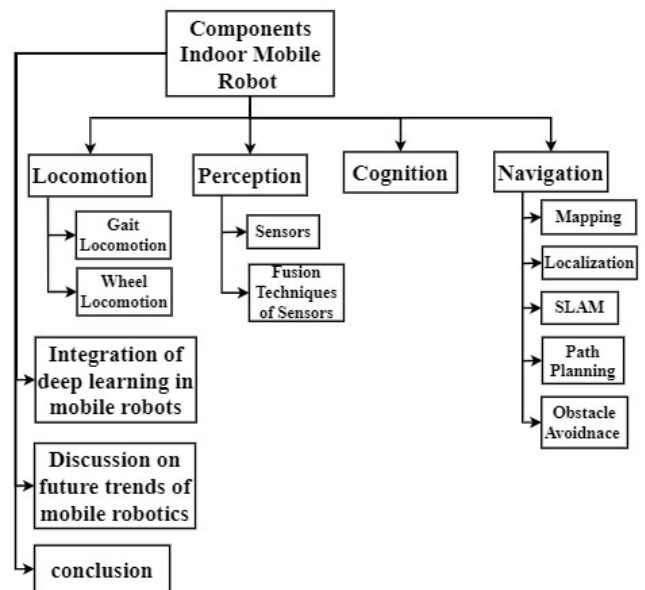 Components
Indoor Mobile
Robot
Locomotion
Perception
Cognition
Navigation
Gait
Locomotion
Wheel
Locomotion
Sensors
Fusion
Techniques
of Sensors
Mapping
Localization
SLAM
Path
Planning
Obstacle
Avoidnace
Integration of
deep learning in
mobile robots
Discussion on
future trends of
mobile robotics
conclusion